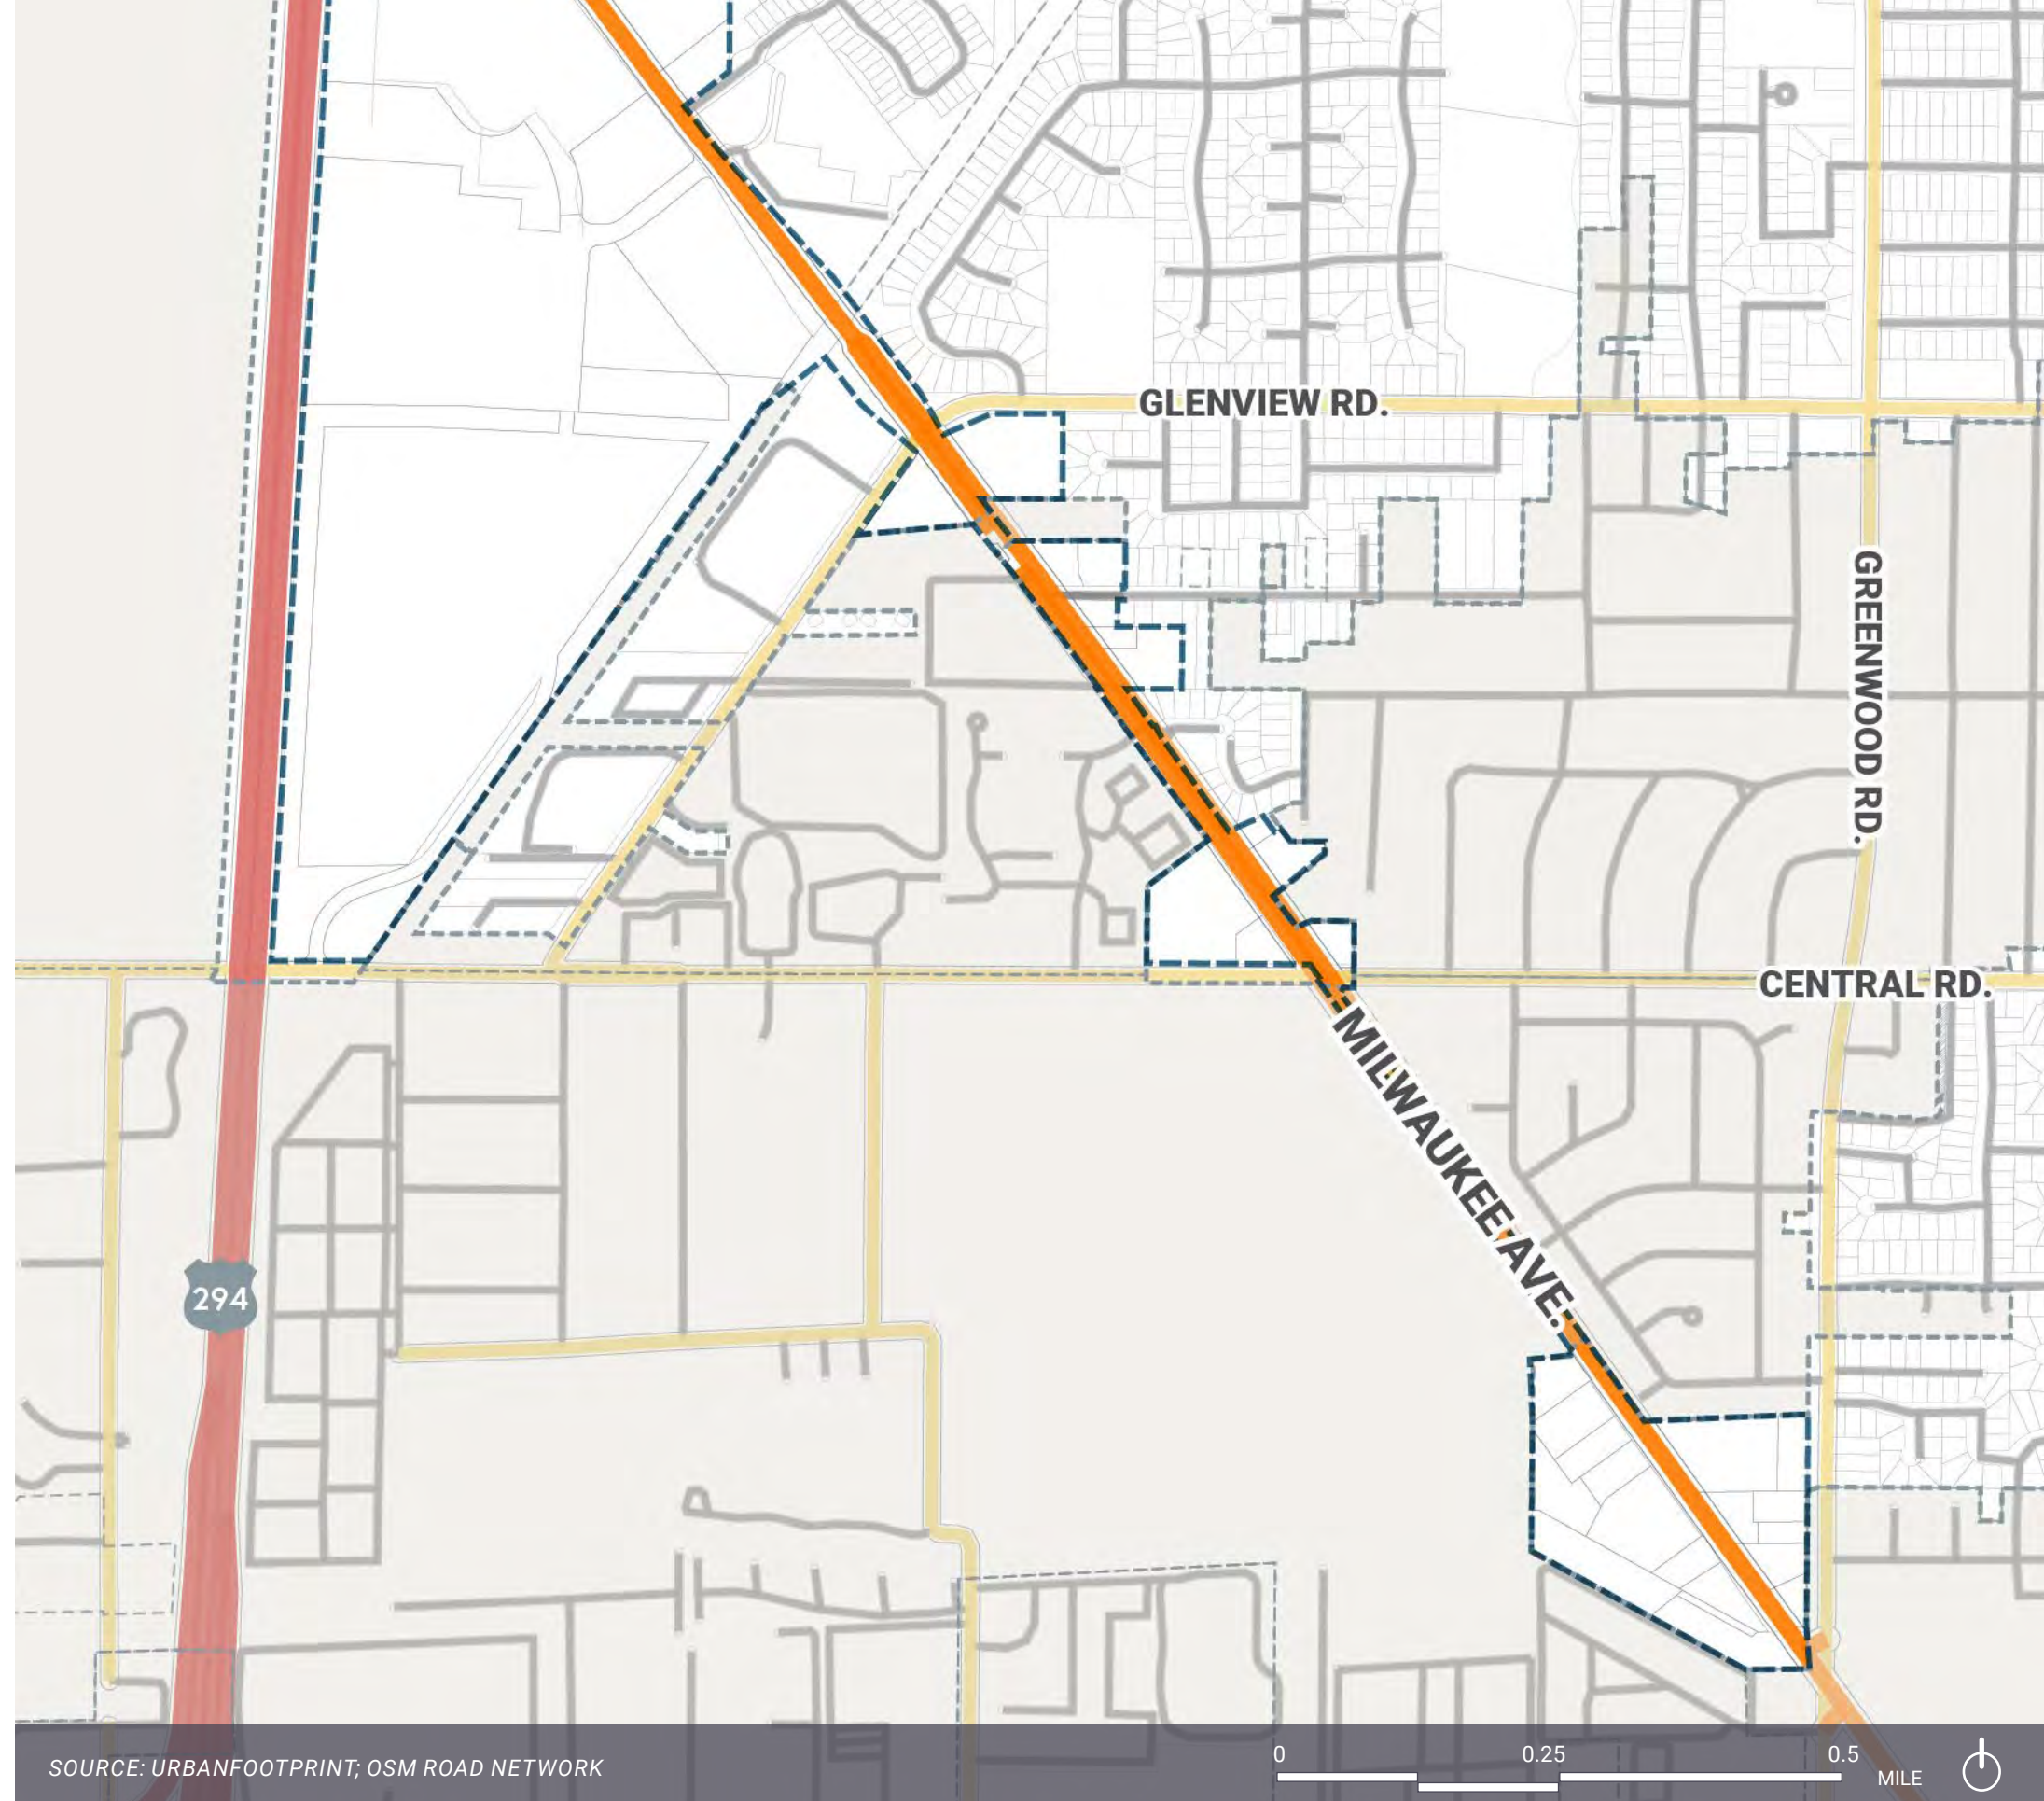 GLENVIEW RD.
GREENWOOD RD.
CENTRAL RD.
MILWAUKEE AVE.
294
SOURCE: URBANFOOTPRINT; OSM ROAD NETWORK
0 0.25 0.5
MILE